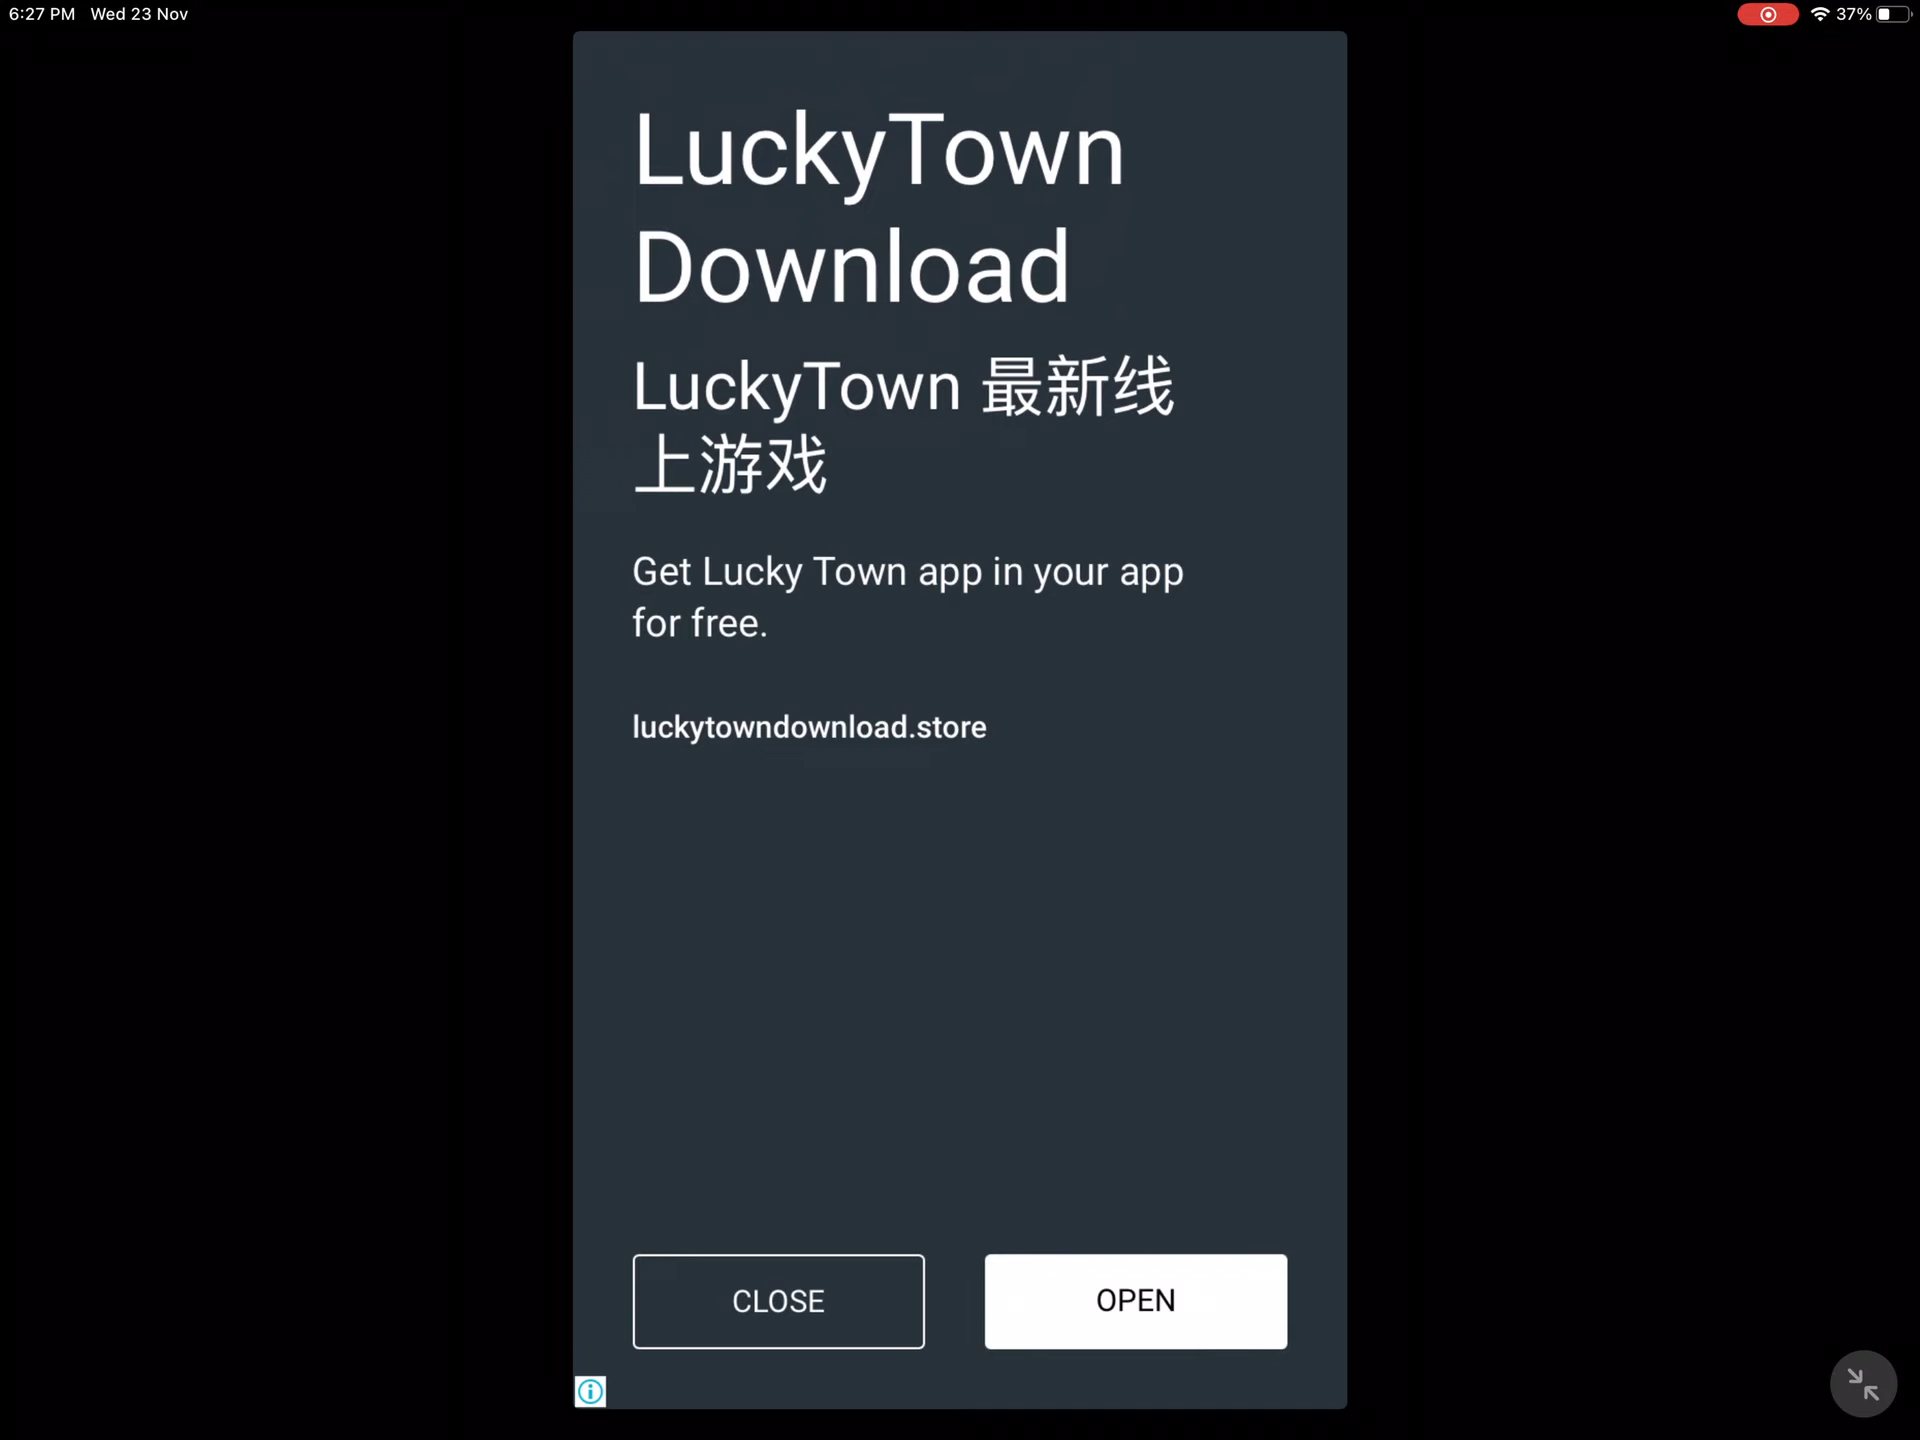 6:27 PM Wed 23 Nov
37%
LuckyTown
Download
LuckyTown 最新线
上游戏
Get Lucky Town app in your app
for free.
luckytowndownload.store
CLOSE
OPEN